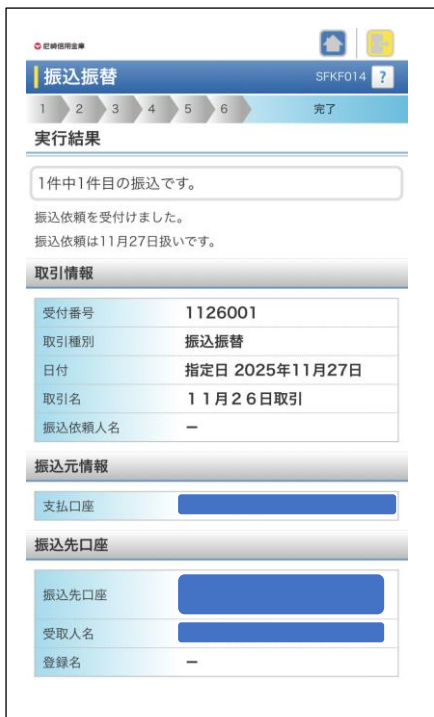 尼崎信用金庫
振込振替 SFKF014 ?
1 2 3 4 5 6 完了
実行結果
1件中1件目の振込です。
振込依頼を受付けました。
振込依頼は11月27日扱いです。
取引情報
受付番号 1126001
取引種別 振込振替
日付 指定日 2025年11月27日
取引名 11月26日取引
振込依頼人名 ー
振込元情報
支払口座
振込先口座
振込先口座
受取人名
登録名 ー